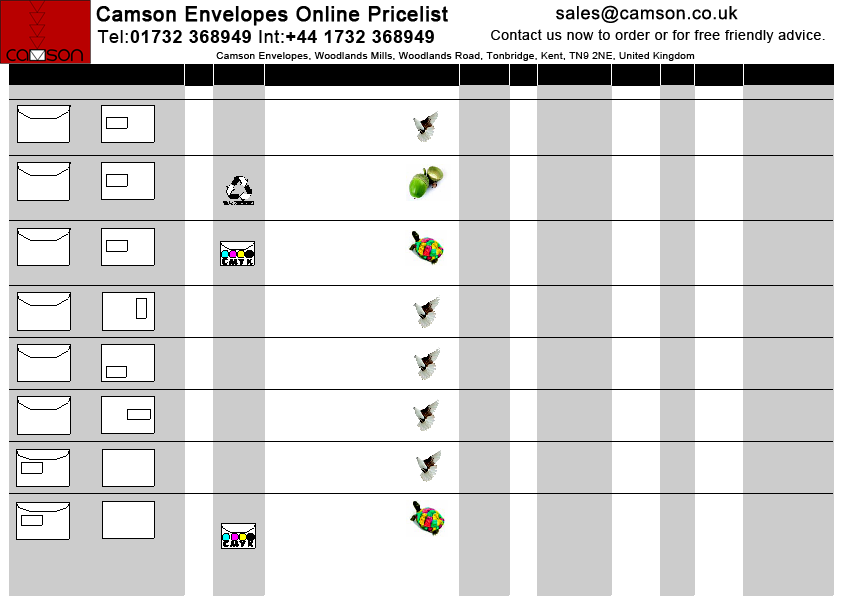 Camson Envelopes Online Pricelist
sales@camson.co.uk
Tel:01732 368949 Int:+44 1732 368949
Contact us now to order or for free friendly advice.
camson
Camson Envelopes, Woodlands Mills, Woodlands Road, Tonbridge, Kent, TN9 2NE, United Kingdom
CMYK
CMYK